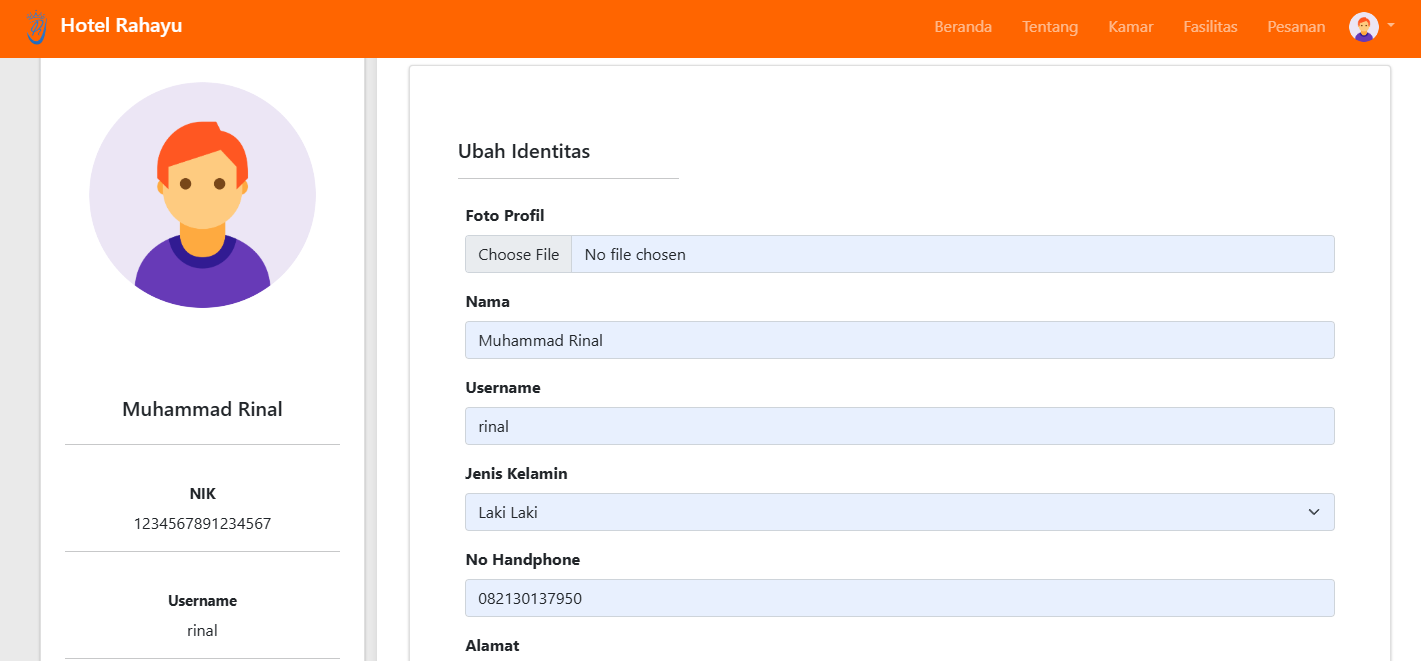 Hotel Rahayu
Beranda Tentang Kamar Fasilitas Pesanan
Muhammad Rinal
NIK
1234567891234567
Username
rinal
Ubah Identitas
Foto Profil
Choose File No file chosen
Nama
Muhammad Rinal
Username
rinal
Jenis Kelamin
Laki Laki
No Handphone
082130137950
Alamat